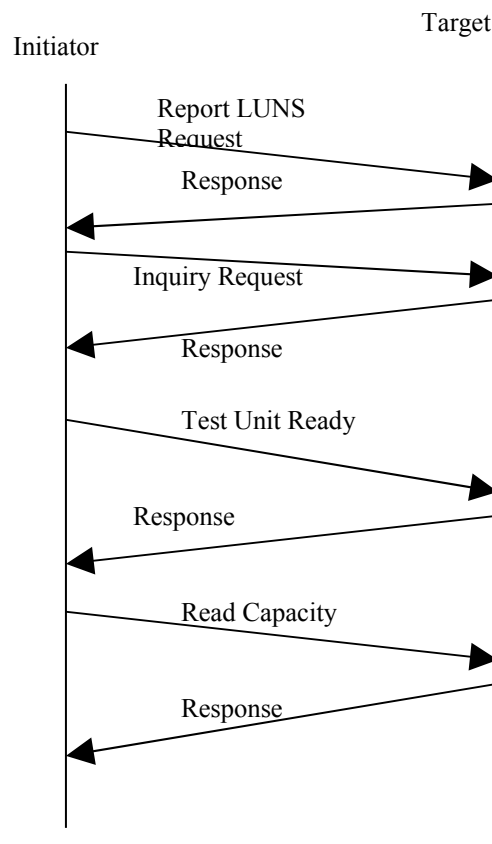 Target
Initiator
Report LUNS
Request
Response
Inquiry Request
Response
Test Unit Ready
Response
Read Capacity
Response